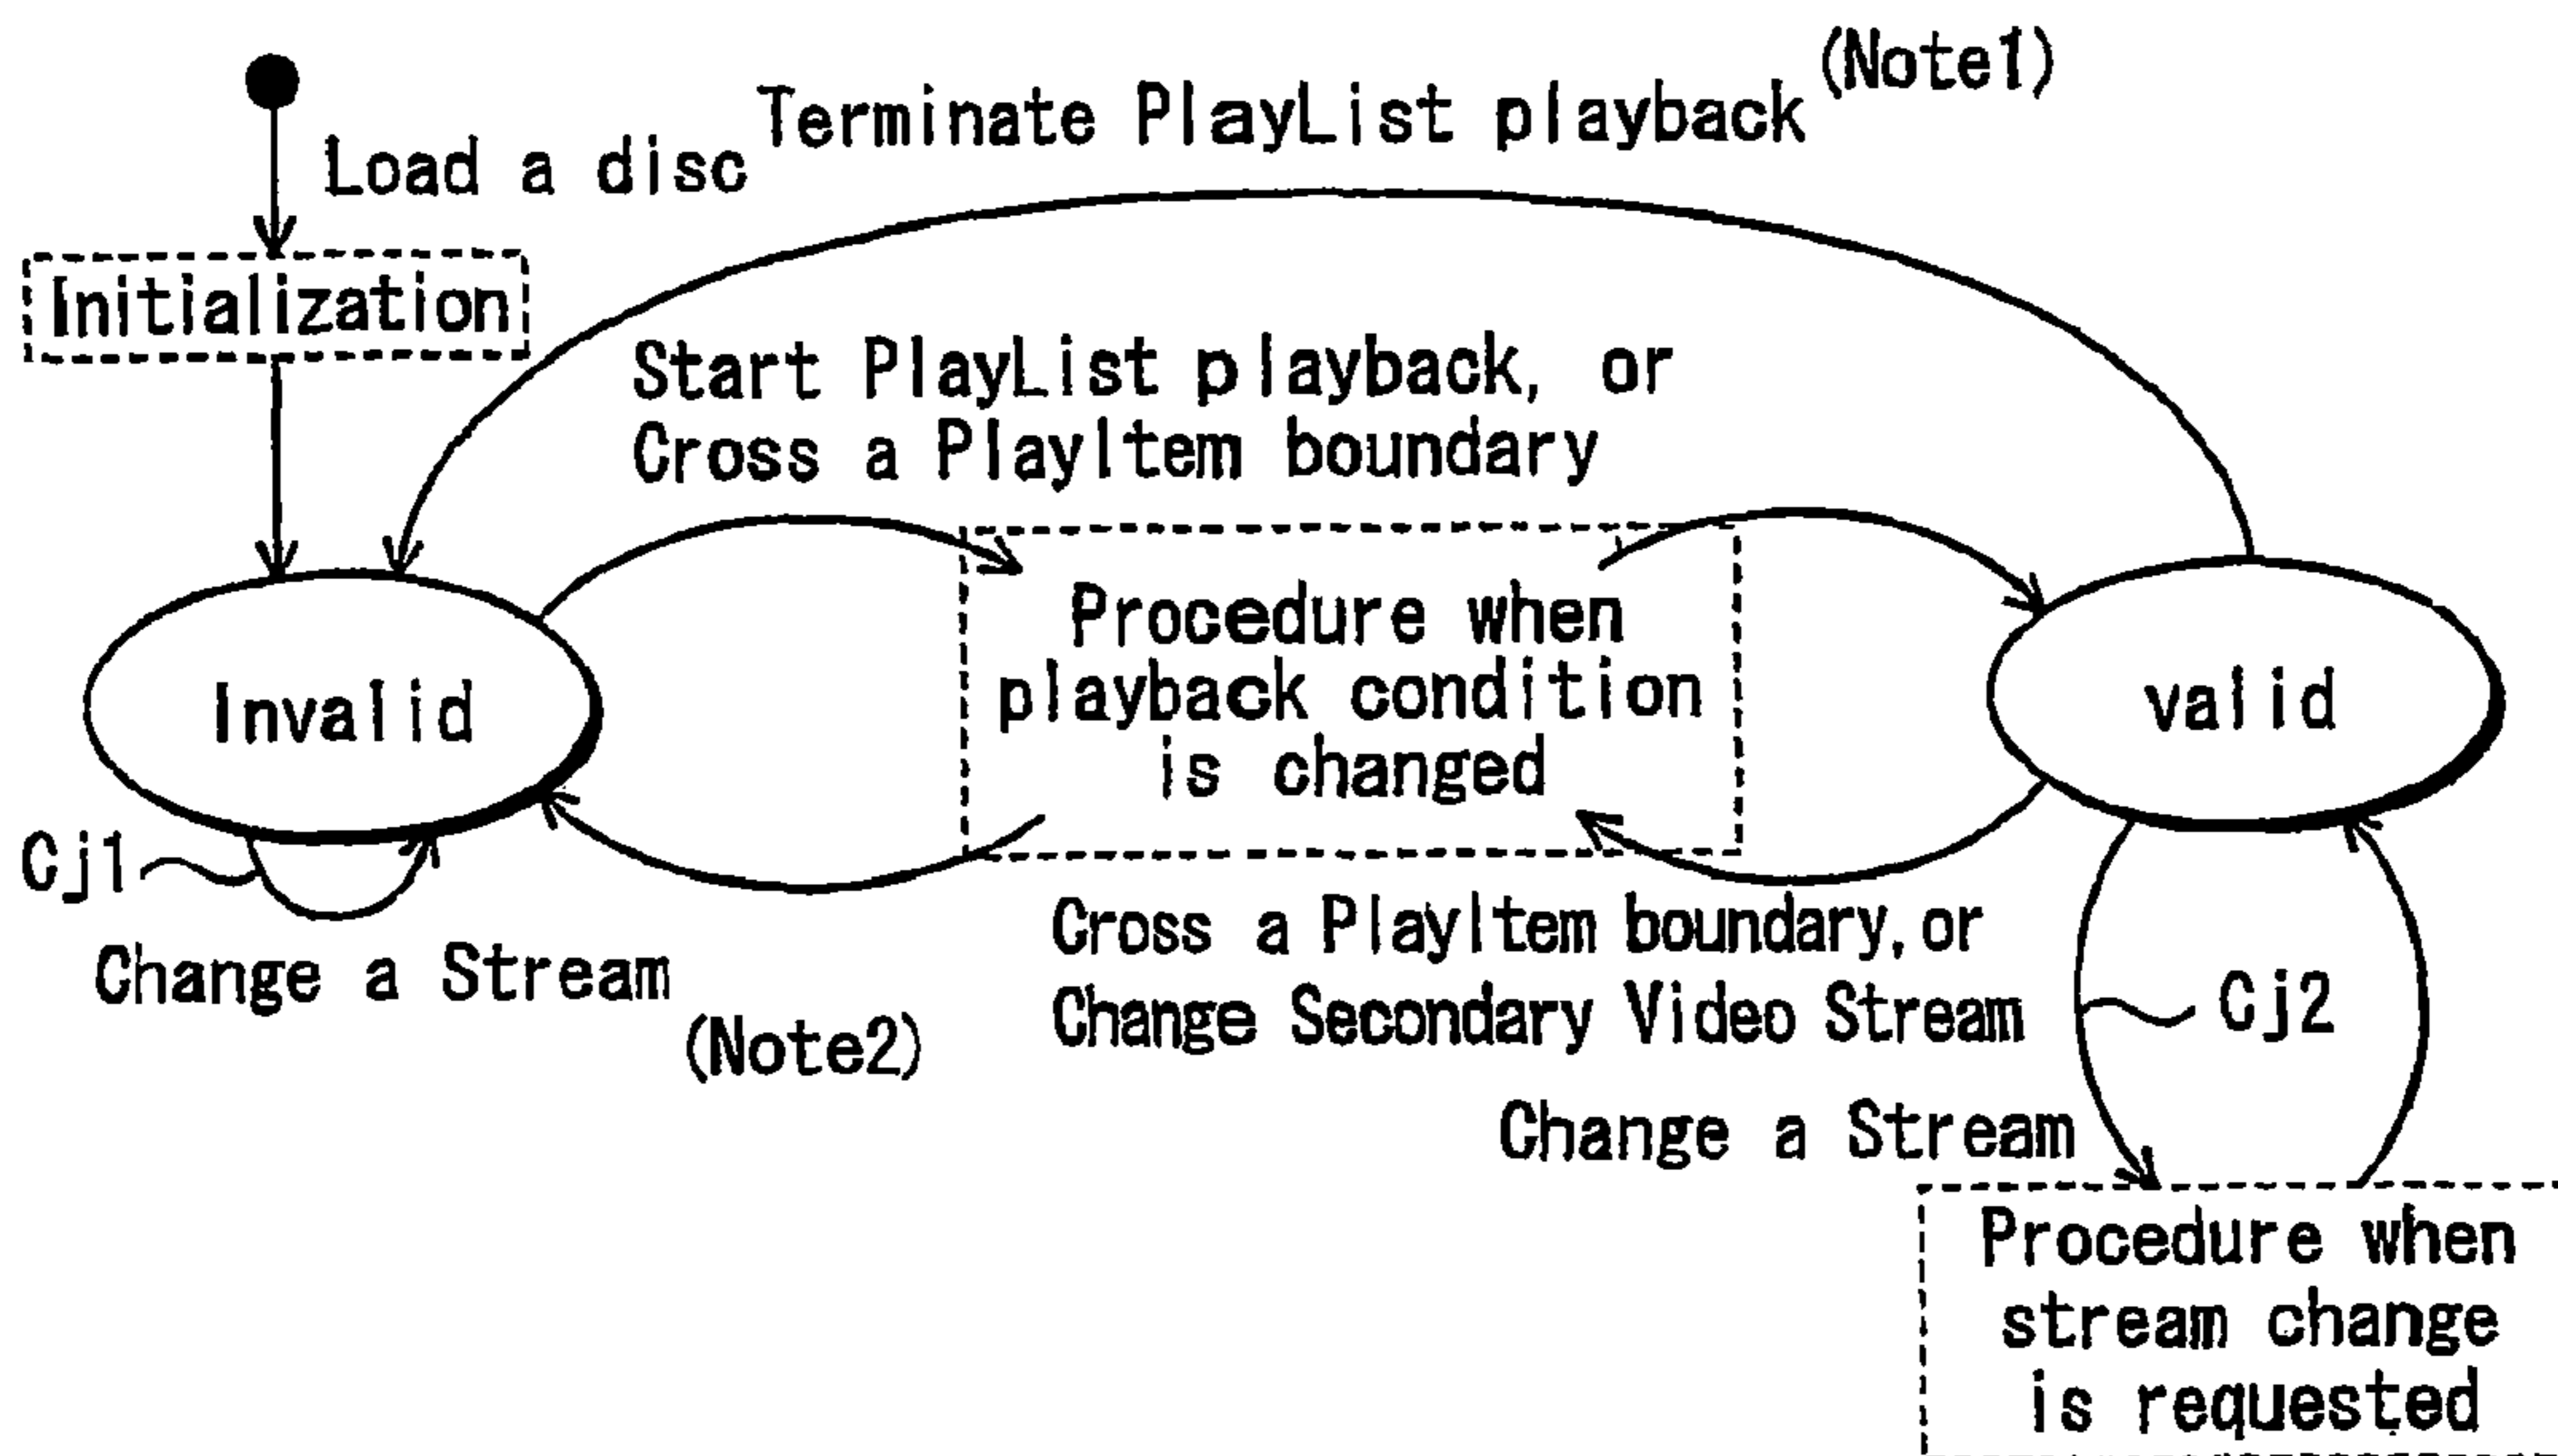 (Note1)
Terminate PlayList playback
Load a disc
Initialization
Start PlayList playback, or
Cross a PlayItem boundary
Procedure when
playback condition
is changed
Invalid
valid
Cj1
Change a Stream
(Note2)
Cross a PlayItem boundary, or
Change Secondary Video Stream
Cj2
Change a Stream
Procedure when
stream change
is requested